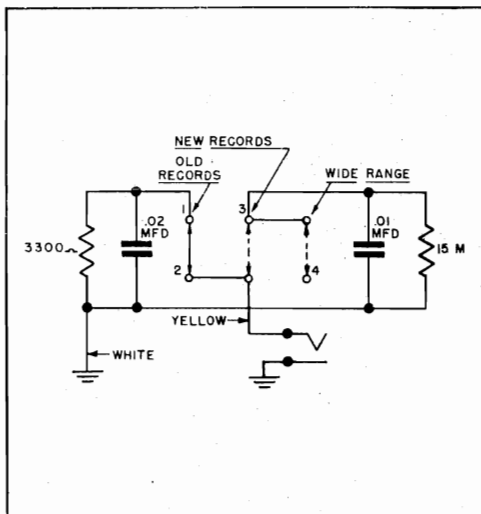 NEW RECORDS
OLD
RECORDS
WIDE RANGE
1
3
.02
MFD
.01
MFD
3300~
15 M
2
4
YELLOW
WHITE